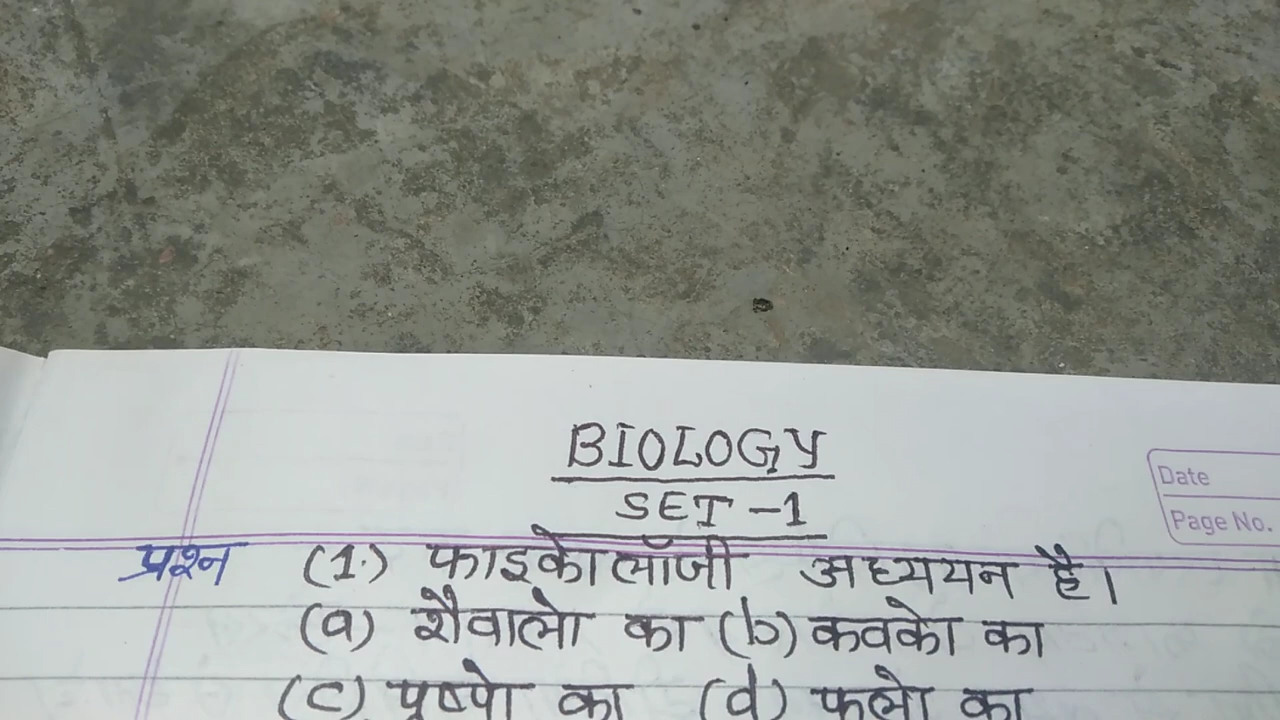 BIOLOGY
SET-1
Date
Page No.
प्रश्न (1.) फाइकोलॉजी अध्ययन है।
(a) शैवालो का (b) कवको का
(c) पुष्पो का (d) फलो का